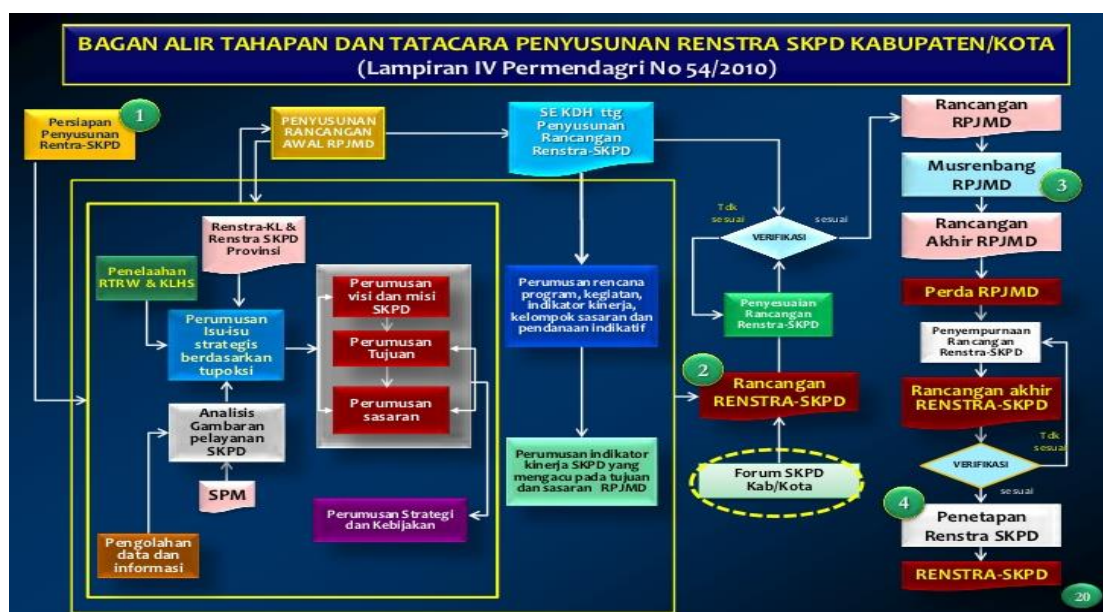 BAGAN ALIR TAHAPAN DAN TATACARA PENYUSUNAN RENSTRA SKPD KABUPATEN/KOTA
(Lampiran IV Permendagri No 54/2010)
1
Persiapan
Penyusunan
Rentra-SKPD
PENYUSUNAN
RANCANGAN
AWAL RPJMD
SE KDH ttg
Penyusunan
Rancangan
Renstra-SKPD
Renstra-KL &
Renstra SKPD
Provinsi
Penelaahan
RTRW & KLHS
Perumusan
Isu-isu
strategis
berdasarkan
tupoksi
Analisis
Gambaran
pelayanan
SKPD
SPM
Pengolahan
data dan
informasi
Perumusan
visi dan misi
SKPD
Perumusan
Tujuan
Perumusan
sasaran
Perumusan Strategi
dan Kebijakan
Perumusan rencana
program, kegiatan,
indikator kinerja,
kelompok sasaran dan
pendanaan indikatif
Perumusan indikator
kinerja SKPD yang
mengacu pada tujuan
dan sasaran RPJMD
Tdk
sesuai
sesuai
VERIFIKASI
Penyesuaian
Rancangan
Renstra-SKPD
2
Rancangan
RENSTRA-SKPD
Forum SKPD
Kab/Kota
Rancangan
RPJMD
Musrenbang
RPJMD
3
Rancangan
Akhir RPJMD
Perda RPJMD
Penyempurnaan
Rancangan
Renstra-SKPD
Rancangan akhir
RENSTRA-SKPD
Tdk
sesuai
VERIFIKASI
sesuai
4
Penetapan
Renstra SKPD
RENSTRA-SKPD
20